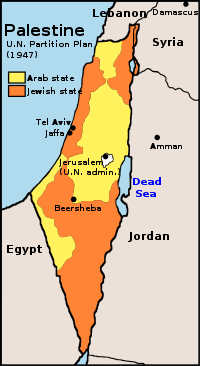 Lebanon
Damascus
Palestine
U.N. Partition Plan
(1947)
Syria
Arab state
Jewish state
Tel Aviv
Jaffa
Amman
Jerusalem
(U.N. admin.)
Dead
Sea
Beersheba
Jordan
Egypt